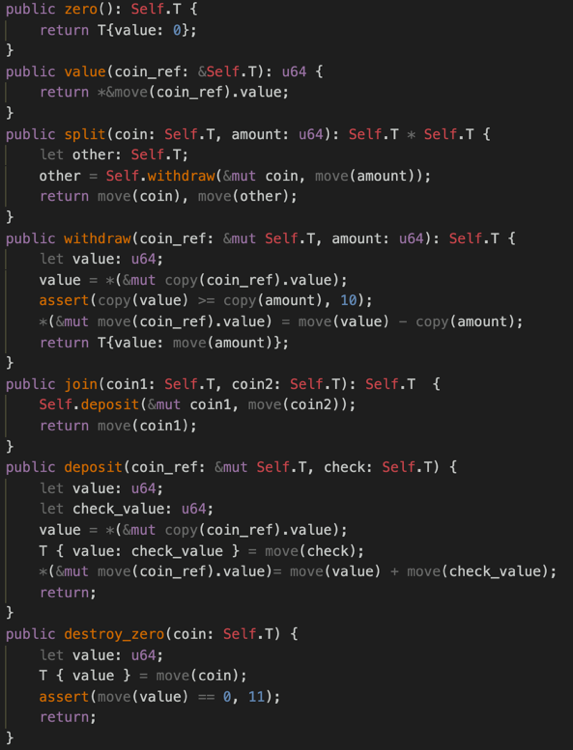 public zero(): Self.T {
    return T{value: 0};
}
public value(coin_ref: &Self.T): u64 {
    return *&move(coin_ref).value;
}
public split(coin: Self.T, amount: u64): Self.T * Self.T {
    let other: Self.T;
    other = Self.withdraw(&mut coin, move(amount));
    return move(coin), move(other);
}
public withdraw(coin_ref: &mut Self.T, amount: u64): Self.T {
    let value: u64;
    value = *(&mut copy(coin_ref).value);
    assert(copy(value) >= copy(amount), 10);
    *(&mut move(coin_ref).value) = move(value) - copy(amount);
    return T{value: move(amount)};
}
public join(coin1: Self.T, coin2: Self.T): Self.T  {
    Self.deposit(&mut coin1, move(coin2));
    return move(coin1);
}
public deposit(coin_ref: &mut Self.T, check: Self.T) {
    let value: u64;
    let check_value: u64;
    value = *(&mut copy(coin_ref).value);
    T { value: check_value } = move(check);
    *(&mut move(coin_ref).value)= move(value) + move(check_value);
    return;
}
public destroy_zero(coin: Self.T) {
    let value: u64;
    T { value } = move(coin);
    assert(move(value) == 0, 11);
    return;
}